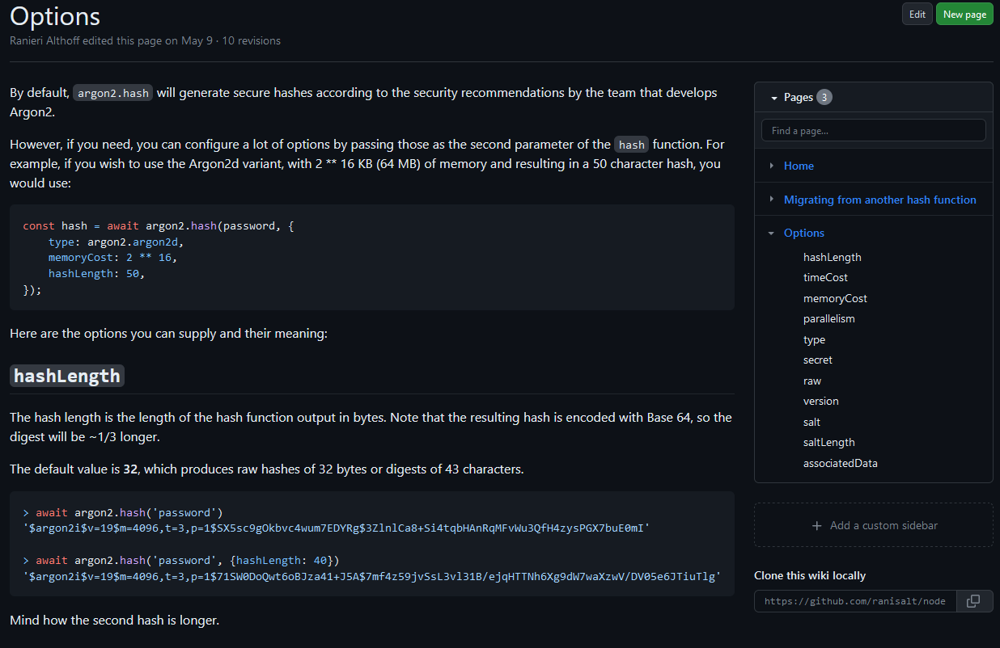 Options
Edit
New page
Ranieri Althoff edited this page on May 9 · 10 revisions
By default, argon2.hash will generate secure hashes according to the security recommendations by the team that develops
Argon2.
However, if you need, you can configure a lot of options by passing those as the second parameter of the hash function. For
example, if you wish to use the Argon2d variant, with 2 ** 16 KB (64 MB) of memory and resulting in a 50 character hash, you
would use:
const hash = await argon2.hash(password, {
    type: argon2.argon2d,
    memoryCost: 2 ** 16,
    hashLength: 50,
});
Here are the options you can supply and their meaning:
hashLength
The hash length is the length of the hash function output in bytes. Note that the resulting hash is encoded with Base 64, so the
digest will be ~1/3 longer.
The default value is 32, which produces raw hashes of 32 bytes or digests of 43 characters.
> await argon2.hash('password')
'$argon2i$v=19$m=4096,t=3,p=1$SX5sc9gOkbvc4wum7EDYRg$3ZlnlCa8+Si4tqbHAnRqMFvWu3QfH4zysPGX7buE0mI'
> await argon2.hash('password', {hashLength: 40})
'$argon2i$v=19$m=4096,t=3,p=1$71SW0DoQwt6oBJza41+J5A$7mf4z59jvSsL3vl31B/ejqHTTNh6Xg9dW7waXzwV/DV05e6JTiuTlg'
Mind how the second hash is longer.
Pages 3
Find a page...
Home
Migrating from another hash function
Options
hashLength
timeCost
memoryCost
parallelism
type
secret
raw
version
salt
saltLength
associatedData
Add a custom sidebar
Clone this wiki locally
https://github.com/ranisalt/node